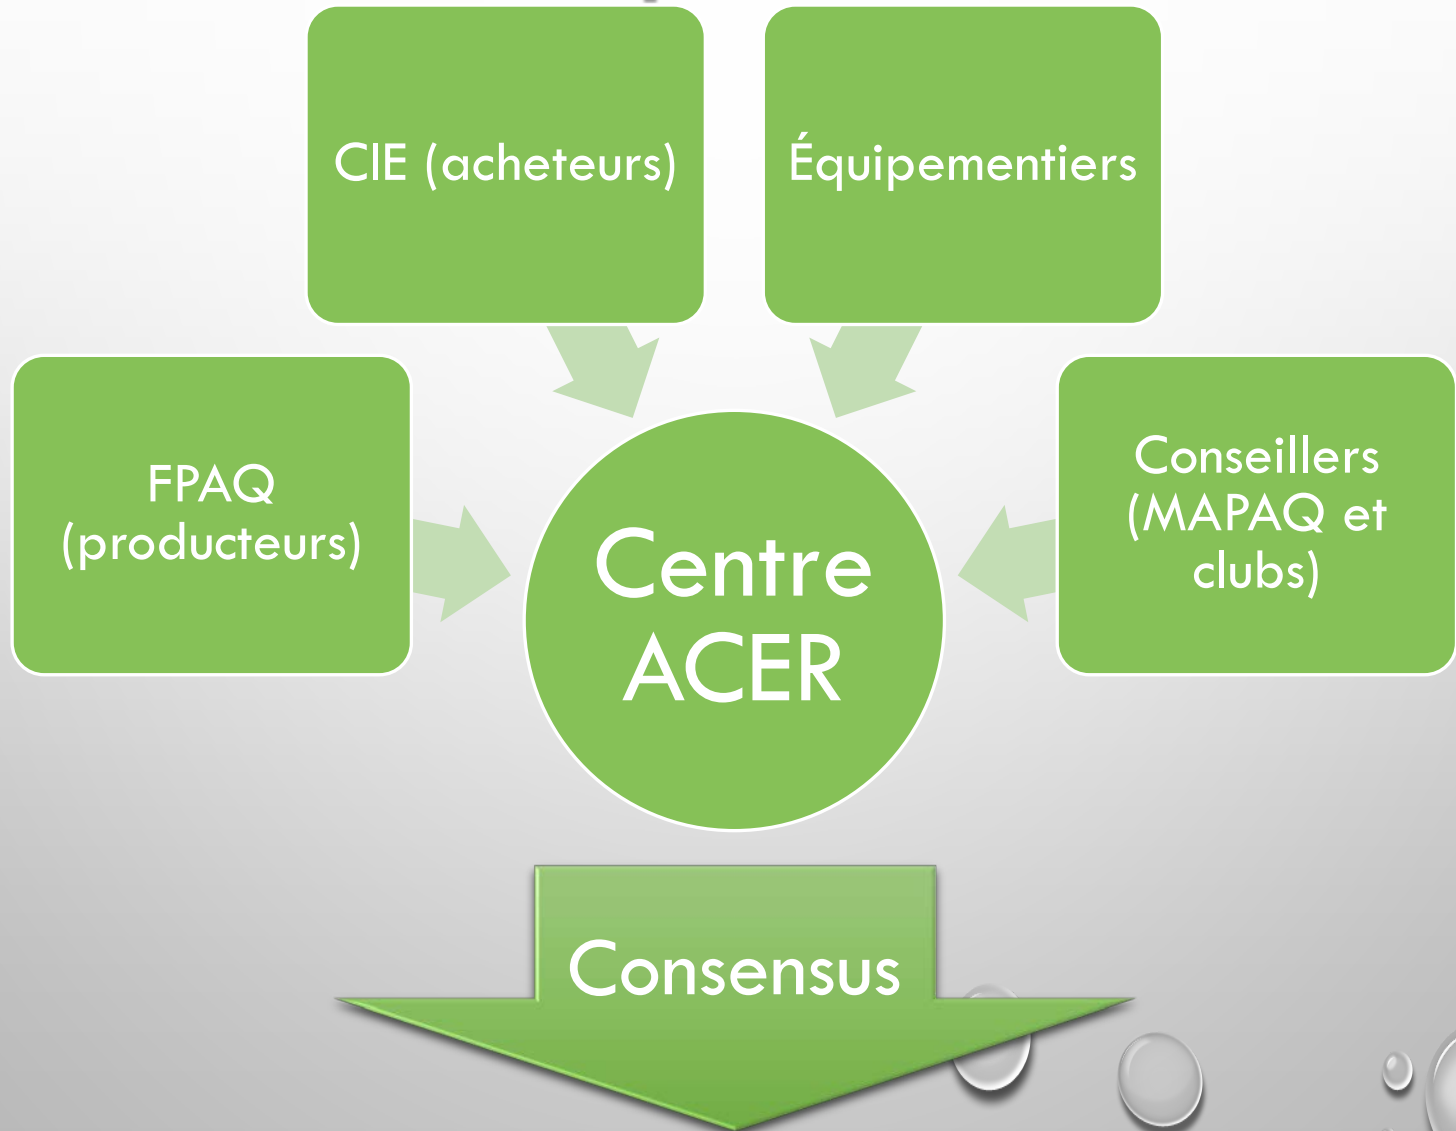 CIE (acheteurs)
Équipementiers
FPAQ
(producteurs)
Conseillers
(MAPAQ et
clubs)
Centre
ACER
Consensus